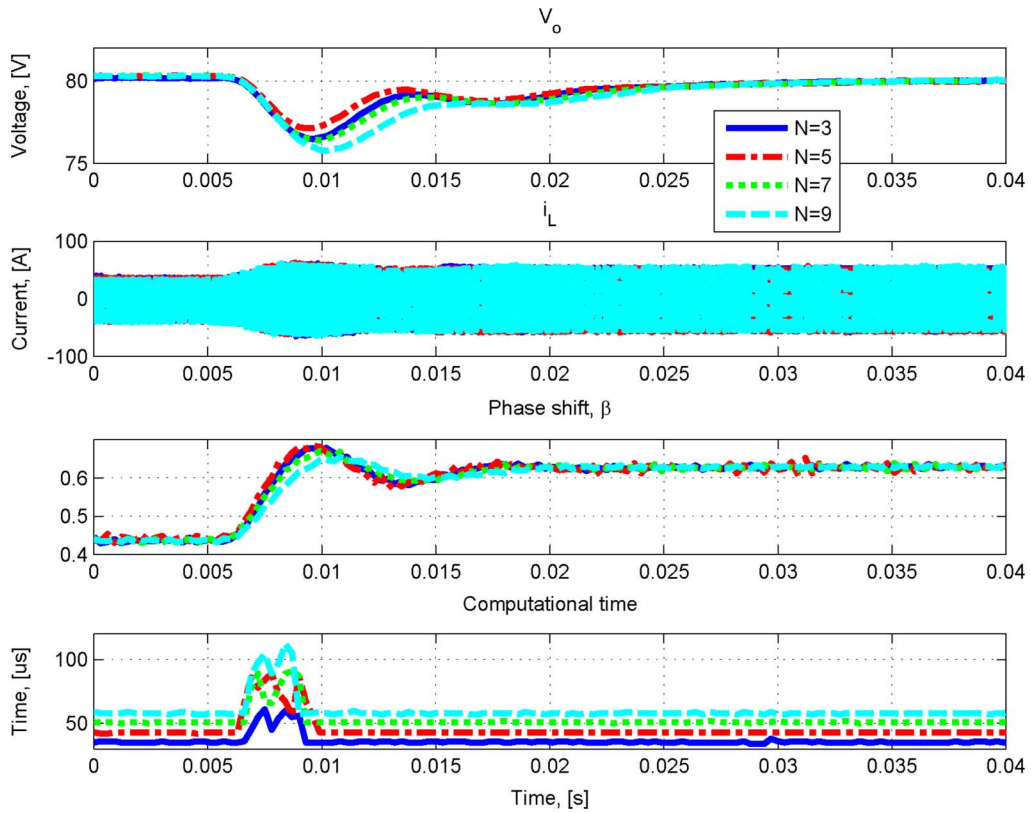 V_o
Voltage, [V]
80
75
0 0.005 0.01 0.015 0.02 0.025 0.03 0.035 0.04
N=3
N=5
N=7
N=9
i_L
Current, [A]
100
0
-100
0 0.005 0.01 0.015 0.02 0.025 0.03 0.035 0.04
Phase shift, β
0.6
0.5
0.4
0 0.005 0.01 0.015 0.02 0.025 0.03 0.035 0.04
Computational time
Time, [us]
100
50
0 0.005 0.01 0.015 0.02 0.025 0.03 0.035 0.04
Time, [s]